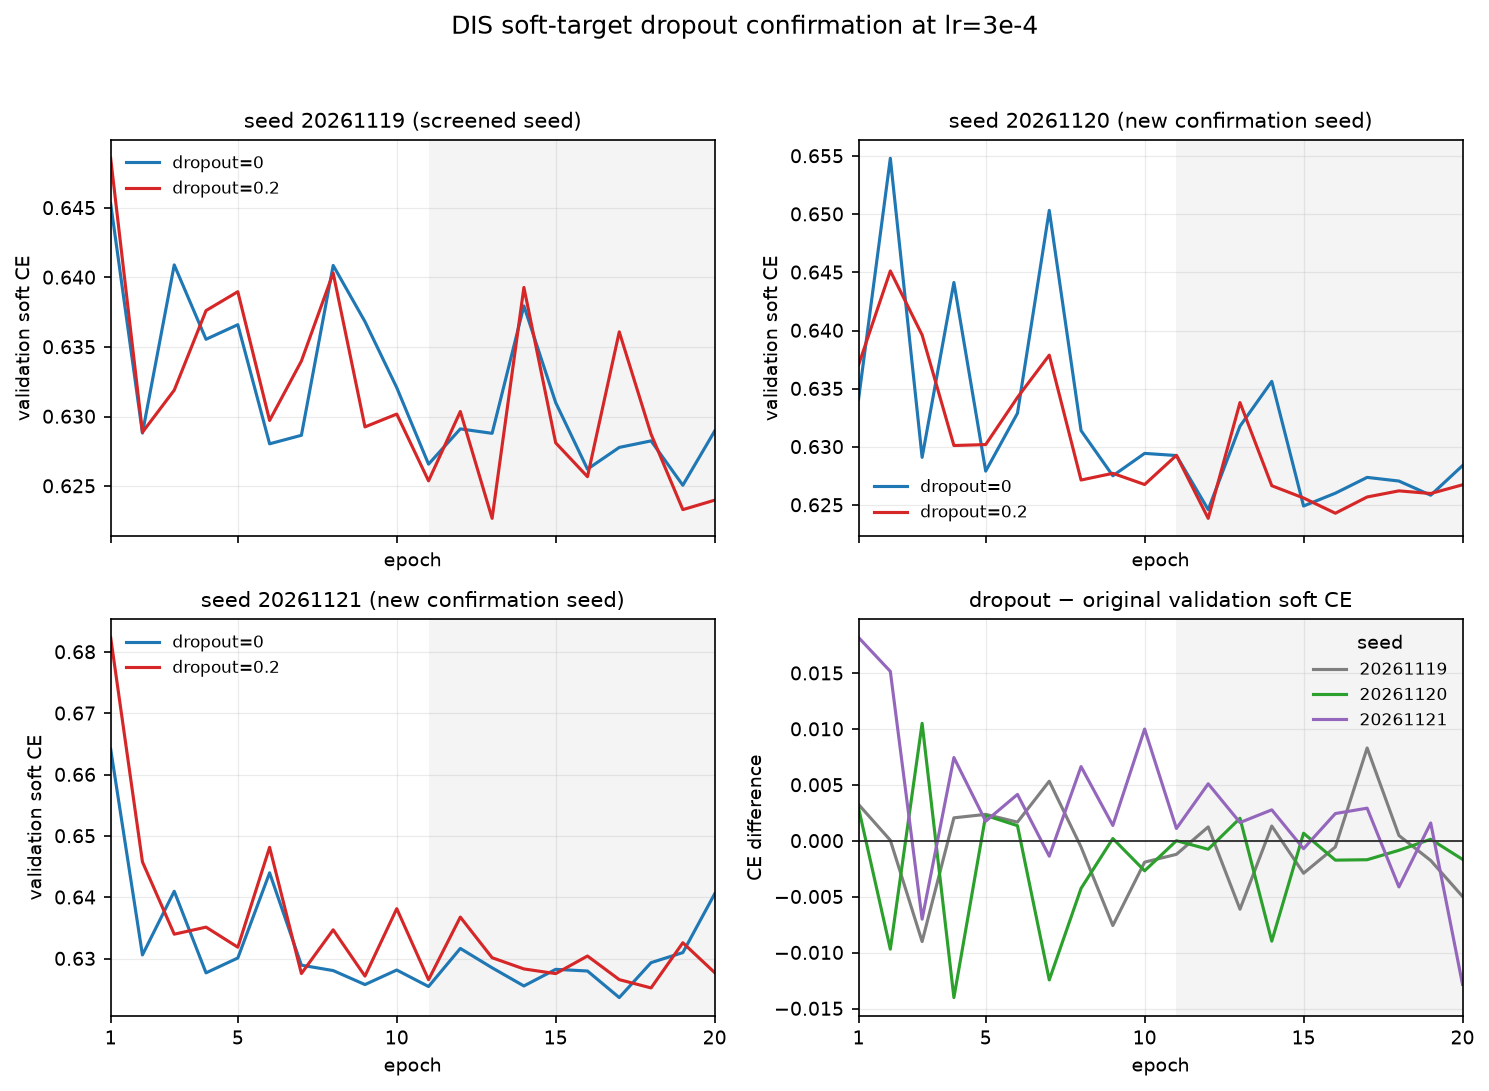 DIS soft-target dropout confirmation at lr=3e-4
seed 20261119 (screened seed)
dropout=0
dropout=0.2
0.645
0.640
0.635
0.630
0.625
validation soft CE
epoch
seed 20261120 (new confirmation seed)
0.655
0.650
0.645
0.640
0.635
0.630
0.625
validation soft CE
dropout=0
dropout=0.2
epoch
seed 20261121 (new confirmation seed)
dropout=0
dropout=0.2
0.68
0.67
0.66
0.65
0.64
0.63
validation soft CE
1 5 10 15 20
epoch
dropout − original validation soft CE
seed
20261119
20261120
20261121
0.015
0.010
0.005
0.000
−0.005
−0.010
−0.015
CE difference
1 5 10 15 20
epoch